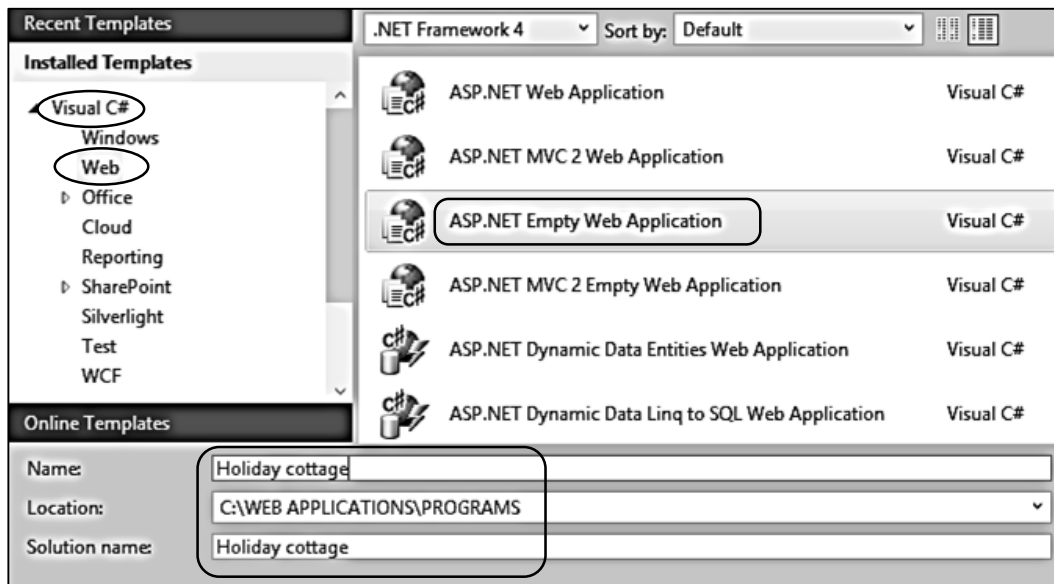 Recent Templates
.NET Framework 4 Sort by: Default
Installed Templates
Visual C#
Windows
Web
Office
Cloud
Reporting
SharePoint
Silverlight
Test
WCF
Online Templates
ASP.NET Web Application Visual C#
ASP.NET MVC 2 Web Application Visual C#
ASP.NET Empty Web Application Visual C#
ASP.NET MVC 2 Empty Web Application Visual C#
ASP.NET Dynamic Data Entities Web Application Visual C#
ASP.NET Dynamic Data Linq to SQL Web Application Visual C#
Name: Holiday cottage
Location: C:\WEB APPLICATIONS\PROGRAMS
Solution name: Holiday cottage